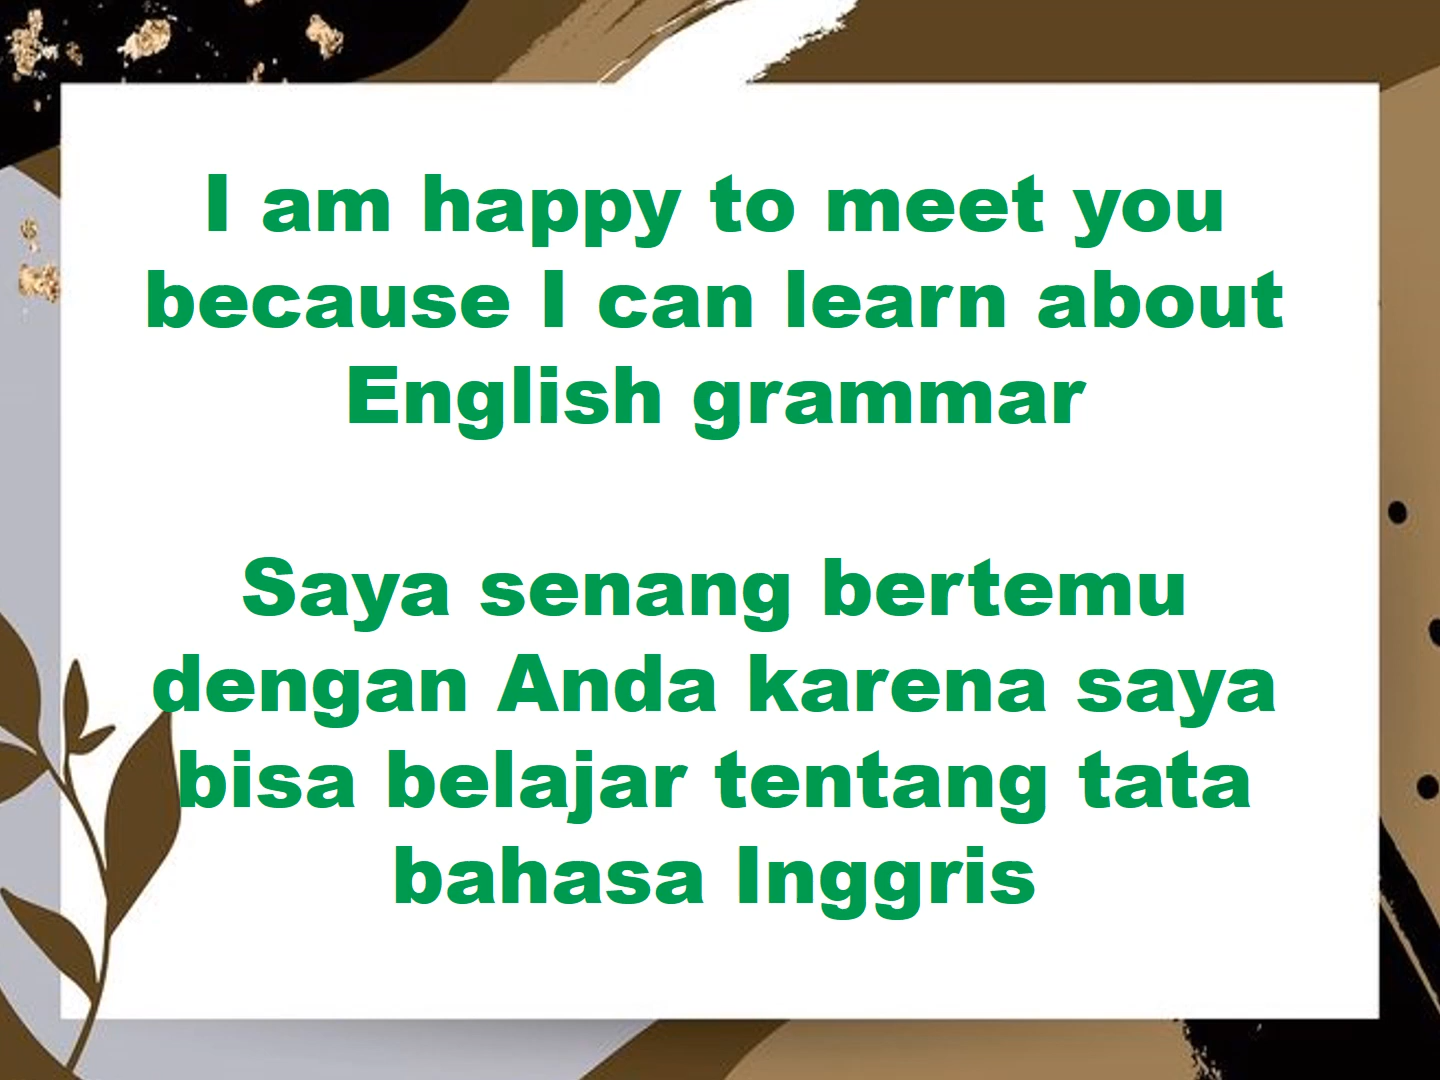 I am happy to meet you
because I can learn about
English grammar
Saya senang bertemu
dengan Anda karena saya
bisa belajar tentang tata
bahasa Inggris